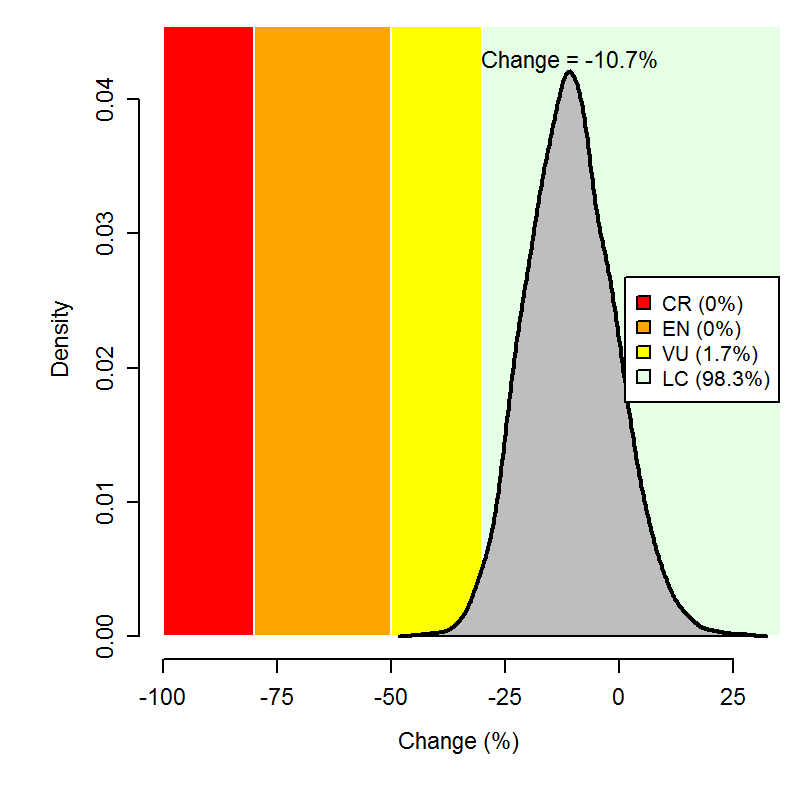 Change = -10.7%
0.04
0.03
0.02
0.01
0.00
Density
CR (0%)
EN (0%)
VU (1.7%)
LC (98.3%)
-100
-75
-50
-25
0
25
Change (%)